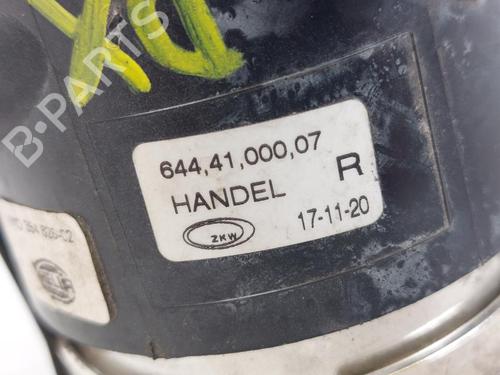 B-PARTS
644,41,000,07
HANDEL R
ZKW 17-11-20